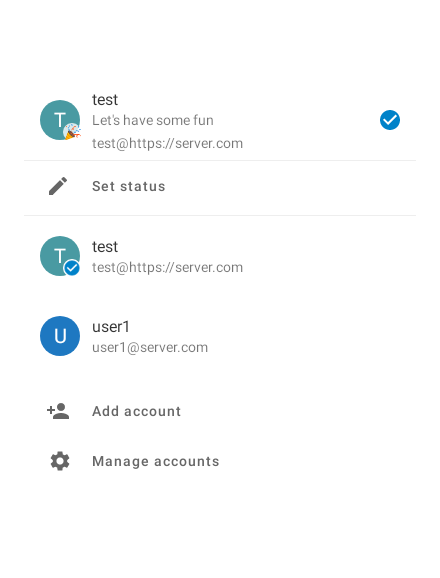 test
T
Let's have some fun
test@https://server.com
Set status
test
T
test@https://server.com
user1
U
user1@server.com
Add account
Manage accounts